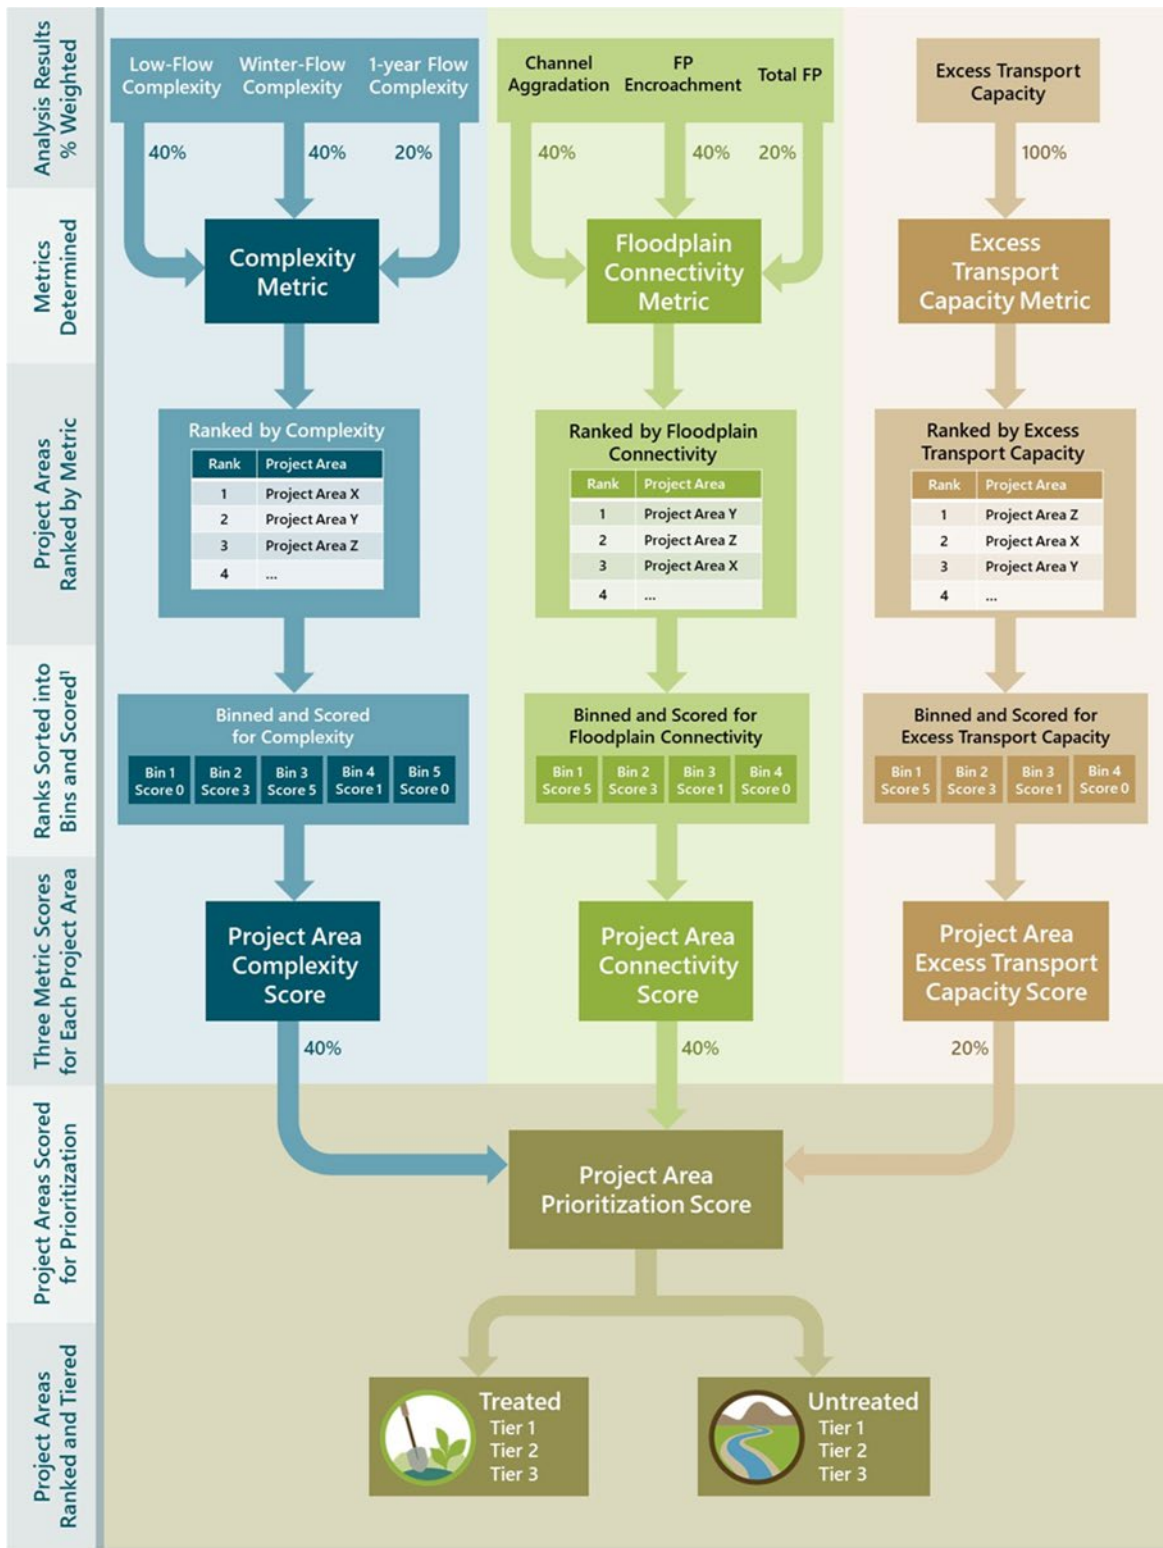 Analysis Results
% Weighted
Low-Flow
Complexity
Winter-Flow
Complexity
1-year Flow
Complexity
Channel
Aggradation
FP
Encroachment
Total FP
Excess Transport
Capacity
40%
40%
20%
40%
40%
20%
100%
Metrics
Determined
Complexity
Metric
Floodplain
Connectivity
Metric
Excess
Transport
Capacity Metric
Project Areas
Ranked by Metric
Ranked by Complexity
Rank Project Area
1 Project Area X
2 Project Area Y
3 Project Area Z
4 ...
Ranked by Floodplain
Connectivity
Rank Project Area
1 Project Area Y
2 Project Area Z
3 Project Area X
4 ...
Ranked by Excess
Transport Capacity
Rank Project Area
1 Project Area Z
2 Project Area X
3 Project Area Y
4 ...
Ranks Sorted into
Bins and Scored¹
Binned and Scored
for Complexity
Bin 1
Score 0
Bin 2
Score 3
Bin 3
Score 5
Bin 4
Score 1
Bin 5
Score 0
Binned and Scored for
Floodplain Connectivity
Bin 1
Score 5
Bin 2
Score 3
Bin 3
Score 1
Bin 4
Score 0
Binned and Scored for
Excess Transport Capacity
Bin 1
Score 5
Bin 2
Score 3
Bin 3
Score 1
Bin 4
Score 0
Three Metric Scores
for Each Project Area
Project Area
Complexity
Score
Project Area
Connectivity
Score
Project Area
Excess Transport
Capacity Score
40%
40%
20%
Project Areas Scored
for Prioritization
Project Area
Prioritization Score
Project Areas
Ranked and Tiered
Treated
Tier 1
Tier 2
Tier 3
Untreated
Tier 1
Tier 2
Tier 3